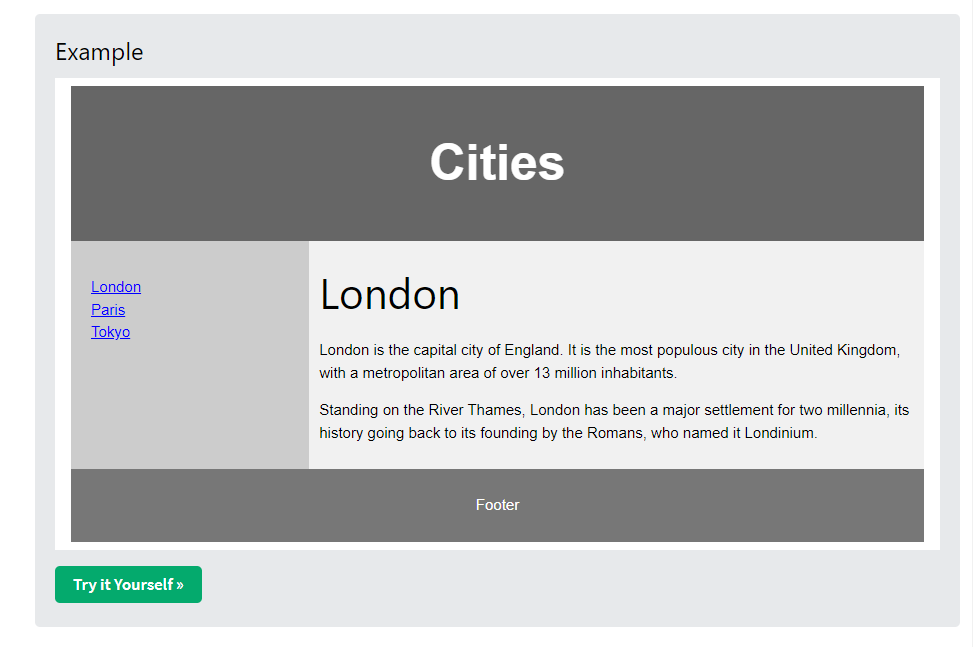 Example
Cities
London
Paris
Tokyo
London
London is the capital city of England. It is the most populous city in the United Kingdom,
with a metropolitan area of over 13 million inhabitants.
Standing on the River Thames, London has been a major settlement for two millennia, its
history going back to its founding by the Romans, who named it Londinium.
Footer
Try it Yourself »